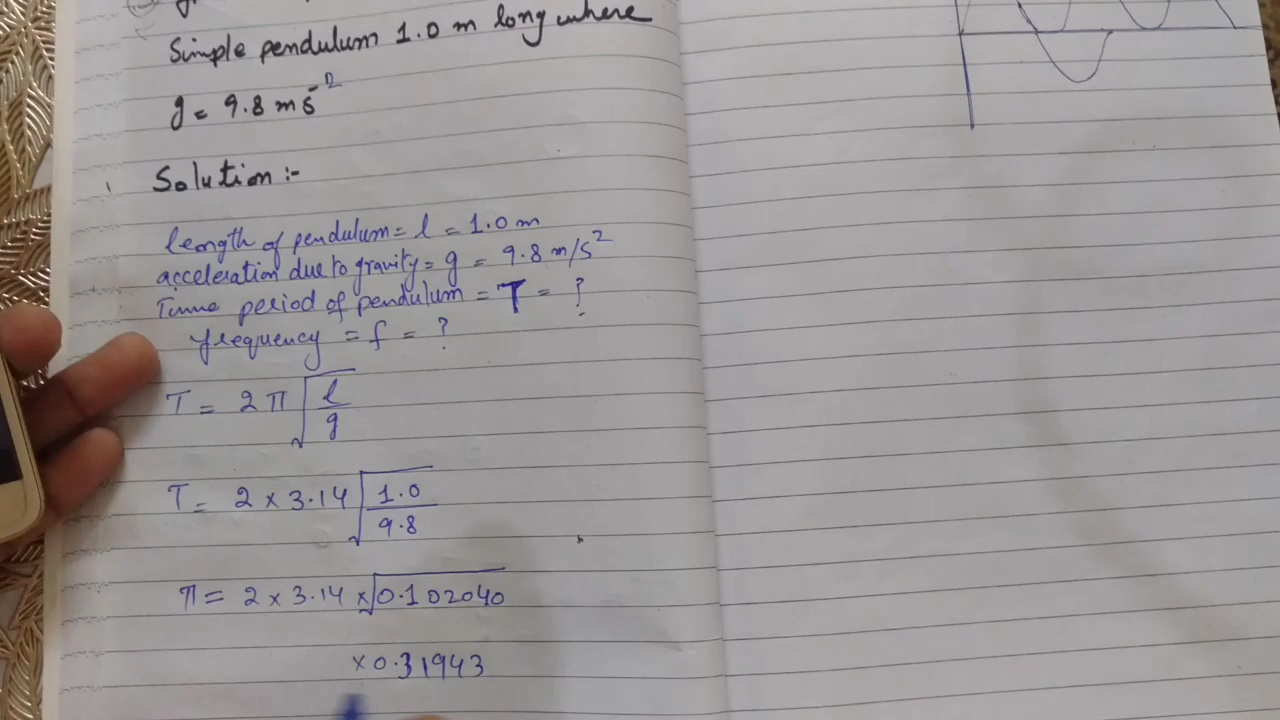 Simple pendulum 1.0 m long where
g = 9.8 m s⁻²
Solution :-
length of pendulum = l = 1.0 m
acceleration due to gravity = g = 9.8 m/s²
Time period of pendulum = T = ?
frequency = f = ?
T = 2 π √(l/g)
T = 2 × 3.14 √(1.0/9.8)
π = 2 × 3.14 × √0.102040
× 0.31943